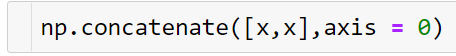 np.concatenate([x,x],axis = 0)